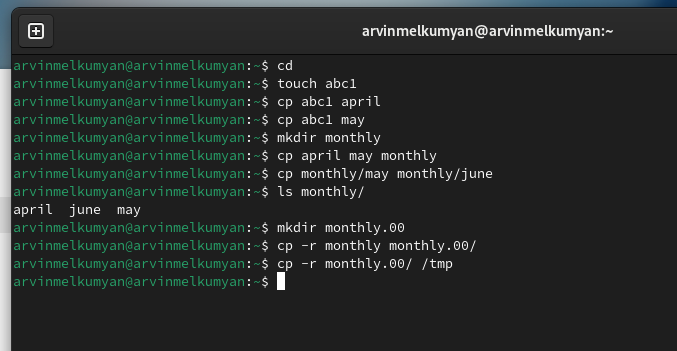 arvinmelkumyan@arvinmelkumyan:~
arvinmelkumyan@arvinmelkumyan:~$ cd
arvinmelkumyan@arvinmelkumyan:~$ touch abc1
arvinmelkumyan@arvinmelkumyan:~$ cp abc1 april
arvinmelkumyan@arvinmelkumyan:~$ cp abc1 may
arvinmelkumyan@arvinmelkumyan:~$ mkdir monthly
arvinmelkumyan@arvinmelkumyan:~$ cp april may monthly
arvinmelkumyan@arvinmelkumyan:~$ cp monthly/may monthly/june
arvinmelkumyan@arvinmelkumyan:~$ ls monthly/
april  june  may
arvinmelkumyan@arvinmelkumyan:~$ mkdir monthly.00
arvinmelkumyan@arvinmelkumyan:~$ cp -r monthly monthly.00/
arvinmelkumyan@arvinmelkumyan:~$ cp -r monthly.00/ /tmp
arvinmelkumyan@arvinmelkumyan:~$